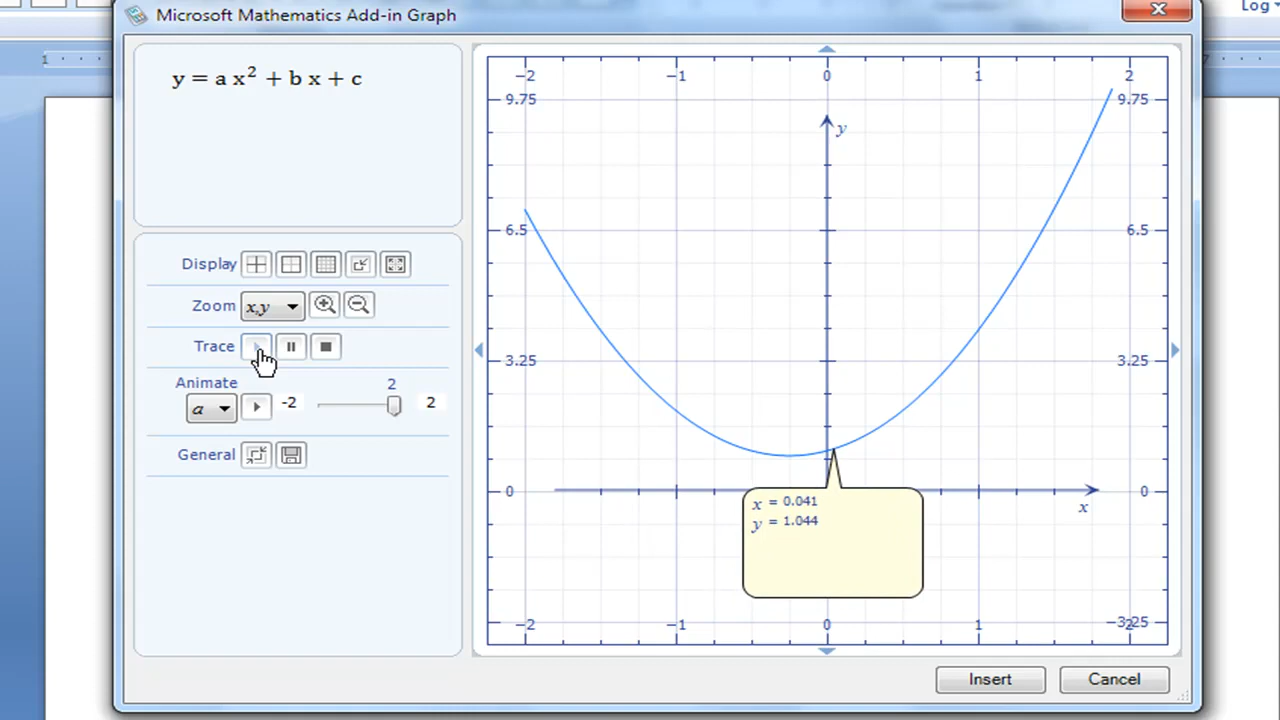 Log
Microsoft Mathematics Add-in Graph
1
y = a x² + b x + c
Display
Zoom x,y
Trace
Animate
2
a -2 2
General
-2 -1 0 1 2
9.75 9.75
y
6.5 6.5
3.25 3.25
0 0
x
x = 0.041
y = 1.044
-3.25
-2 -1 0 1 2
Insert Cancel